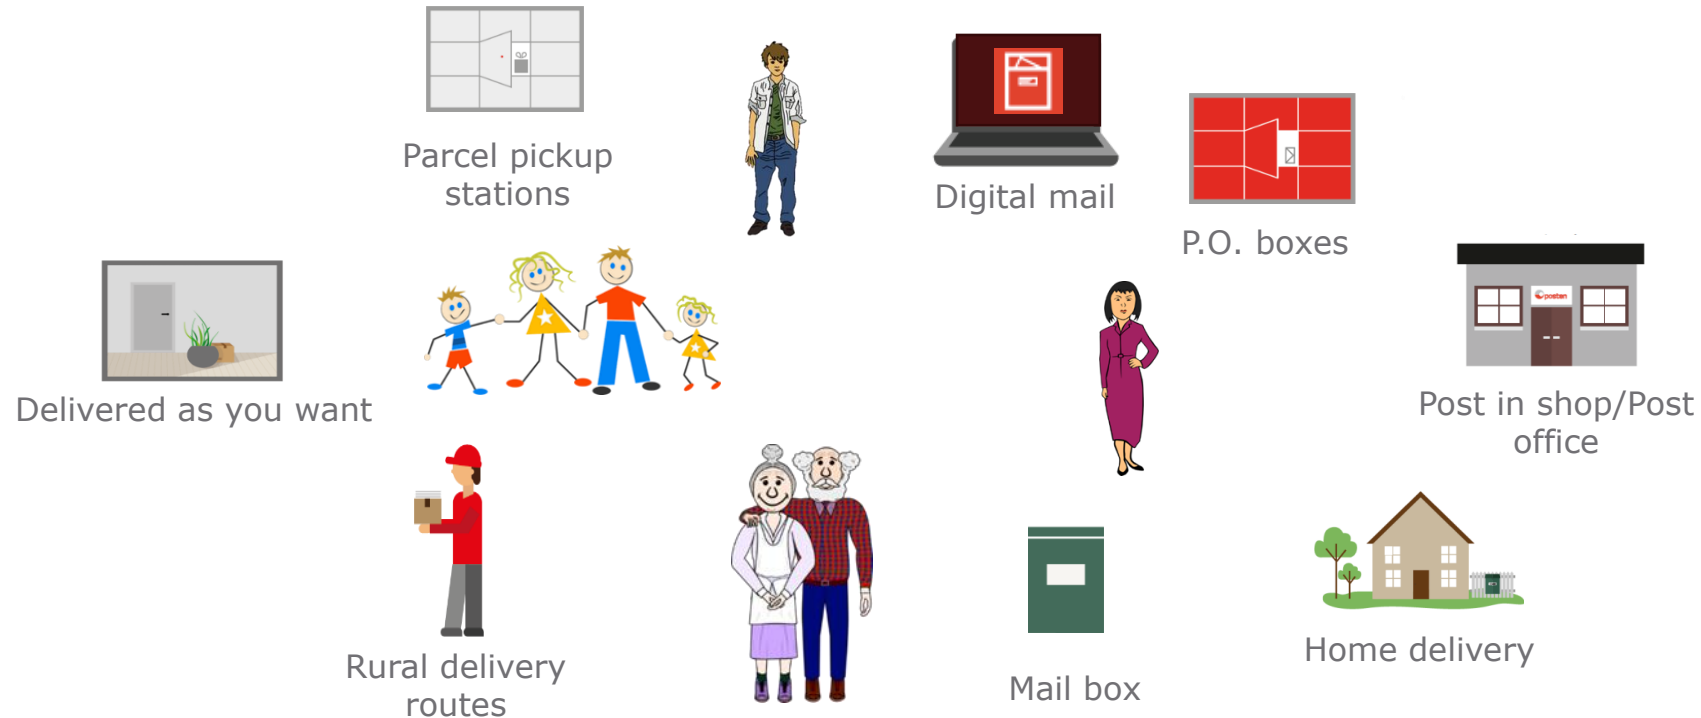 Parcel pickup
stations
Digital mail
P.O. boxes
posten
Delivered as you want
Post in shop/Post
office
Rural delivery
routes
Mail box
Home delivery